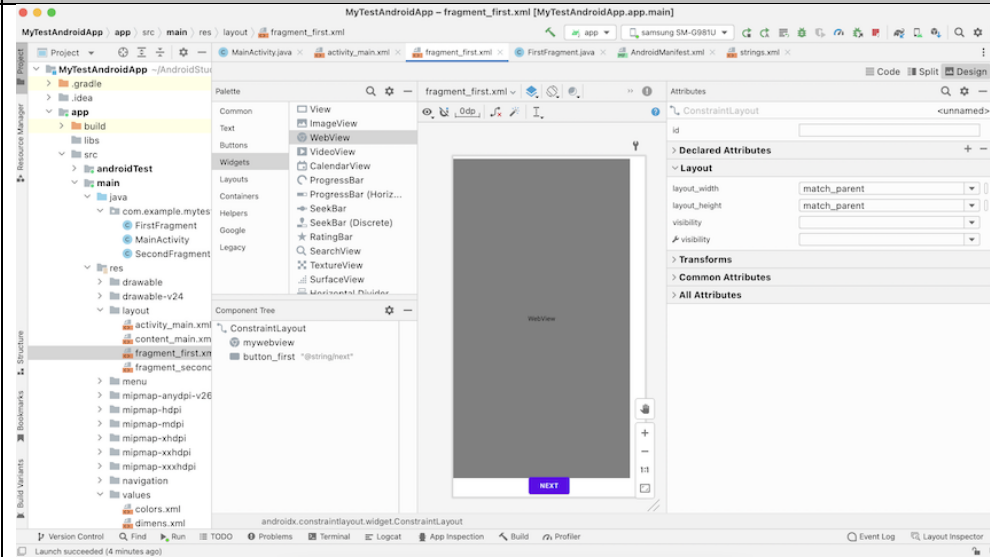 MyTestAndroidApp – fragment_first.xml [MyTestAndroidApp.app.main]
MyTestAndroidApp app src main res layout fragment_first.xml
app
samsung SM-G981U
Project
MainActivity.java
activity_main.xml
fragment_first.xml
FirstFragment.java
AndroidManifest.xml
strings.xml
Code Split Design
Project
Resource Manager
Structure
Bookmarks
Build Variants
MyTestAndroidApp ~/AndroidStu
.gradle
.idea
app
build
libs
src
androidTest
main
java
com.example.mytes
FirstFragment
MainActivity
SecondFragment
res
drawable
drawable-v24
layout
activity_main.xml
content_main.xm
fragment_first.xm
fragment_second
menu
mipmap-anydpi-v26
mipmap-hdpi
mipmap-mdpi
mipmap-xhdpi
mipmap-xxhdpi
mipmap-xxxhdpi
navigation
values
colors.xml
dimens.xml
Palette
Common
Text
Buttons
Widgets
Layouts
Containers
Helpers
Google
Legacy
View
ImageView
WebView
VideoView
CalendarView
ProgressBar
ProgressBar (Horiz...
SeekBar
SeekBar (Discrete)
RatingBar
SearchView
TextureView
SurfaceView
Horizontal Divider
Component Tree
ConstraintLayout
mywebview
button_first "@string/next"
fragment_first.xml
0dp
WebView
NEXT
1:1
Attributes
ConstraintLayout <unnamed>
id
Declared Attributes
Layout
layout_width match_parent
layout_height match_parent
visibility
visibility
Transforms
Common Attributes
All Attributes
androidx.constraintlayout.widget.ConstraintLayout
Version Control Find Run TODO Problems Terminal Logcat App Inspection Build Profiler Event Log Layout Inspector
Launch succeeded (4 minutes ago)